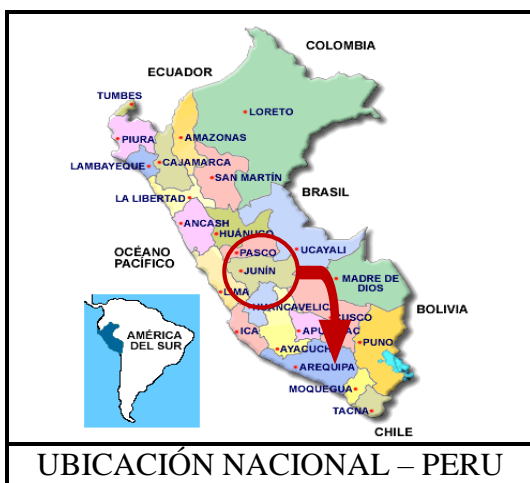 COLOMBIA
ECUADOR
TUMBES
LORETO
PIURA
AMAZONAS
LAMBAYEQUE
CAJAMARCA
SAN MARTÍN
BRASIL
LA LIBERTAD
ANCASH
HUÁNUCO
OCÉANO
PACÍFICO
PASCO
UCAYALI
JUNÍN
MADRE DE
DIOS
LIMA
HUANCAVELICA
CUSCO
BOLIVIA
AMÉRICA
DEL SUR
ICA
PUNO
AYACUCH
AREQUIPA
MOQUEGUA
TACNA
CHILE
UBICACIÓN NACIONAL – PERU